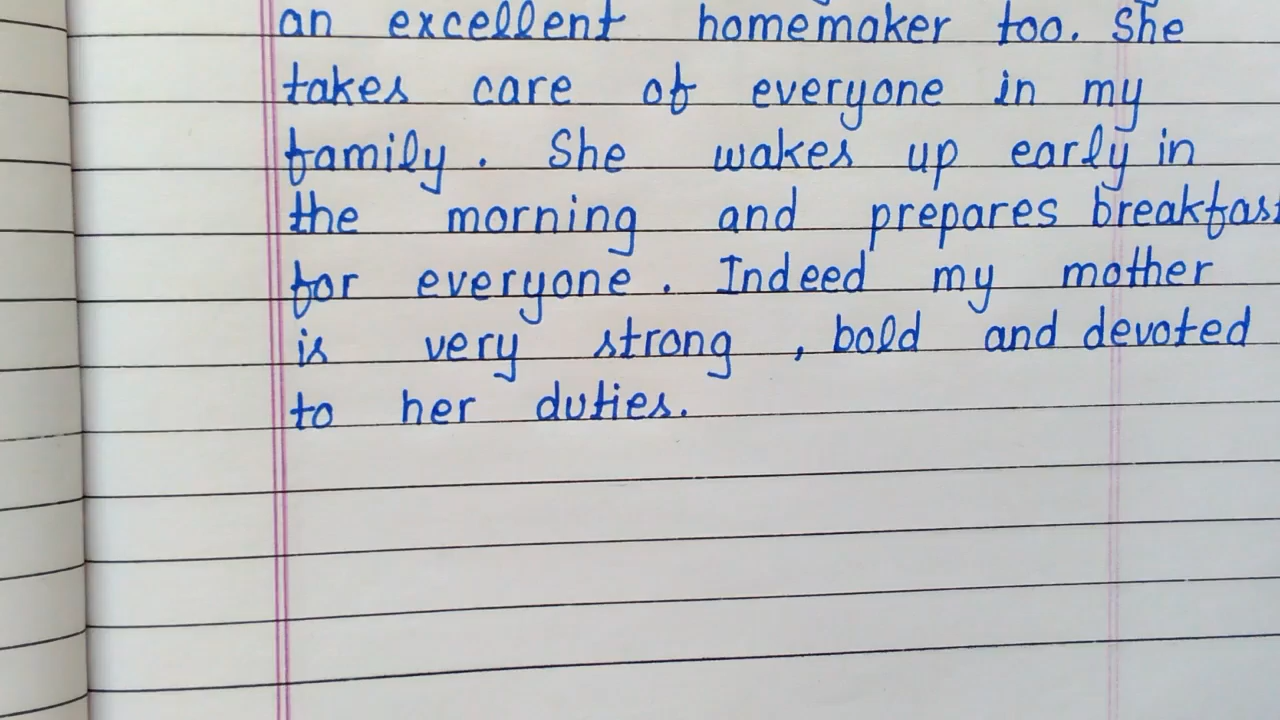 an excellent homemaker too. She
takes care of everyone in my
family. She wakes up early in
the morning and prepares breakfast
for everyone. Indeed my mother
is very strong, bold and devoted
to her duties.